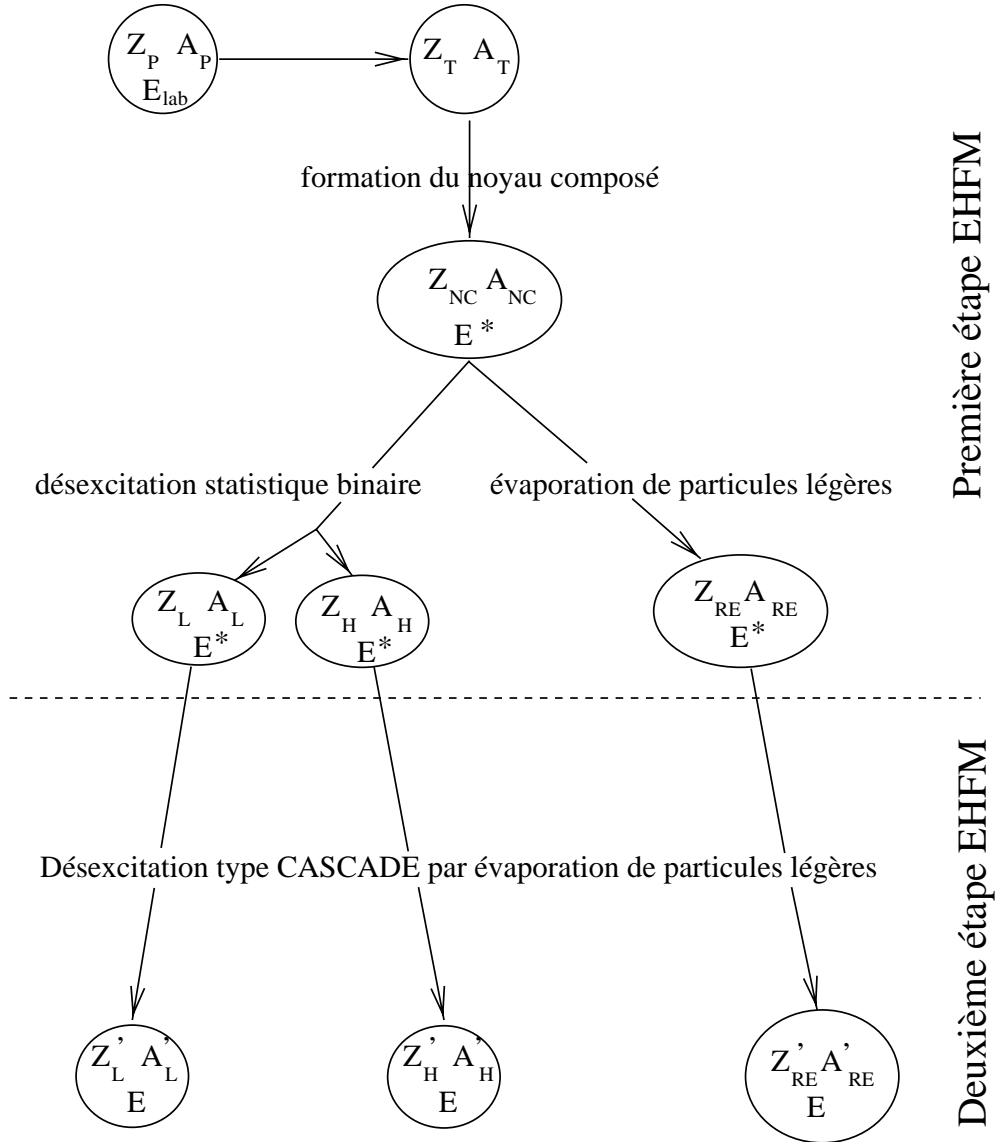 Z_P A_P
E_lab
Z_T A_T
formation du noyau composé
Z_NC A_NC
E*
Première étape EHFM
désexcitation statistique binaire
évaporation de particules légères
Z_L A_L
E*
Z_H A_H
E*
Z_RE A_RE
E*
Désexcitation type CASCADE par évaporation de particules légères
Deuxième étape EHFM
Z'_L A'_L
E
Z'_H A'_H
E
Z'_RE A'_RE
E